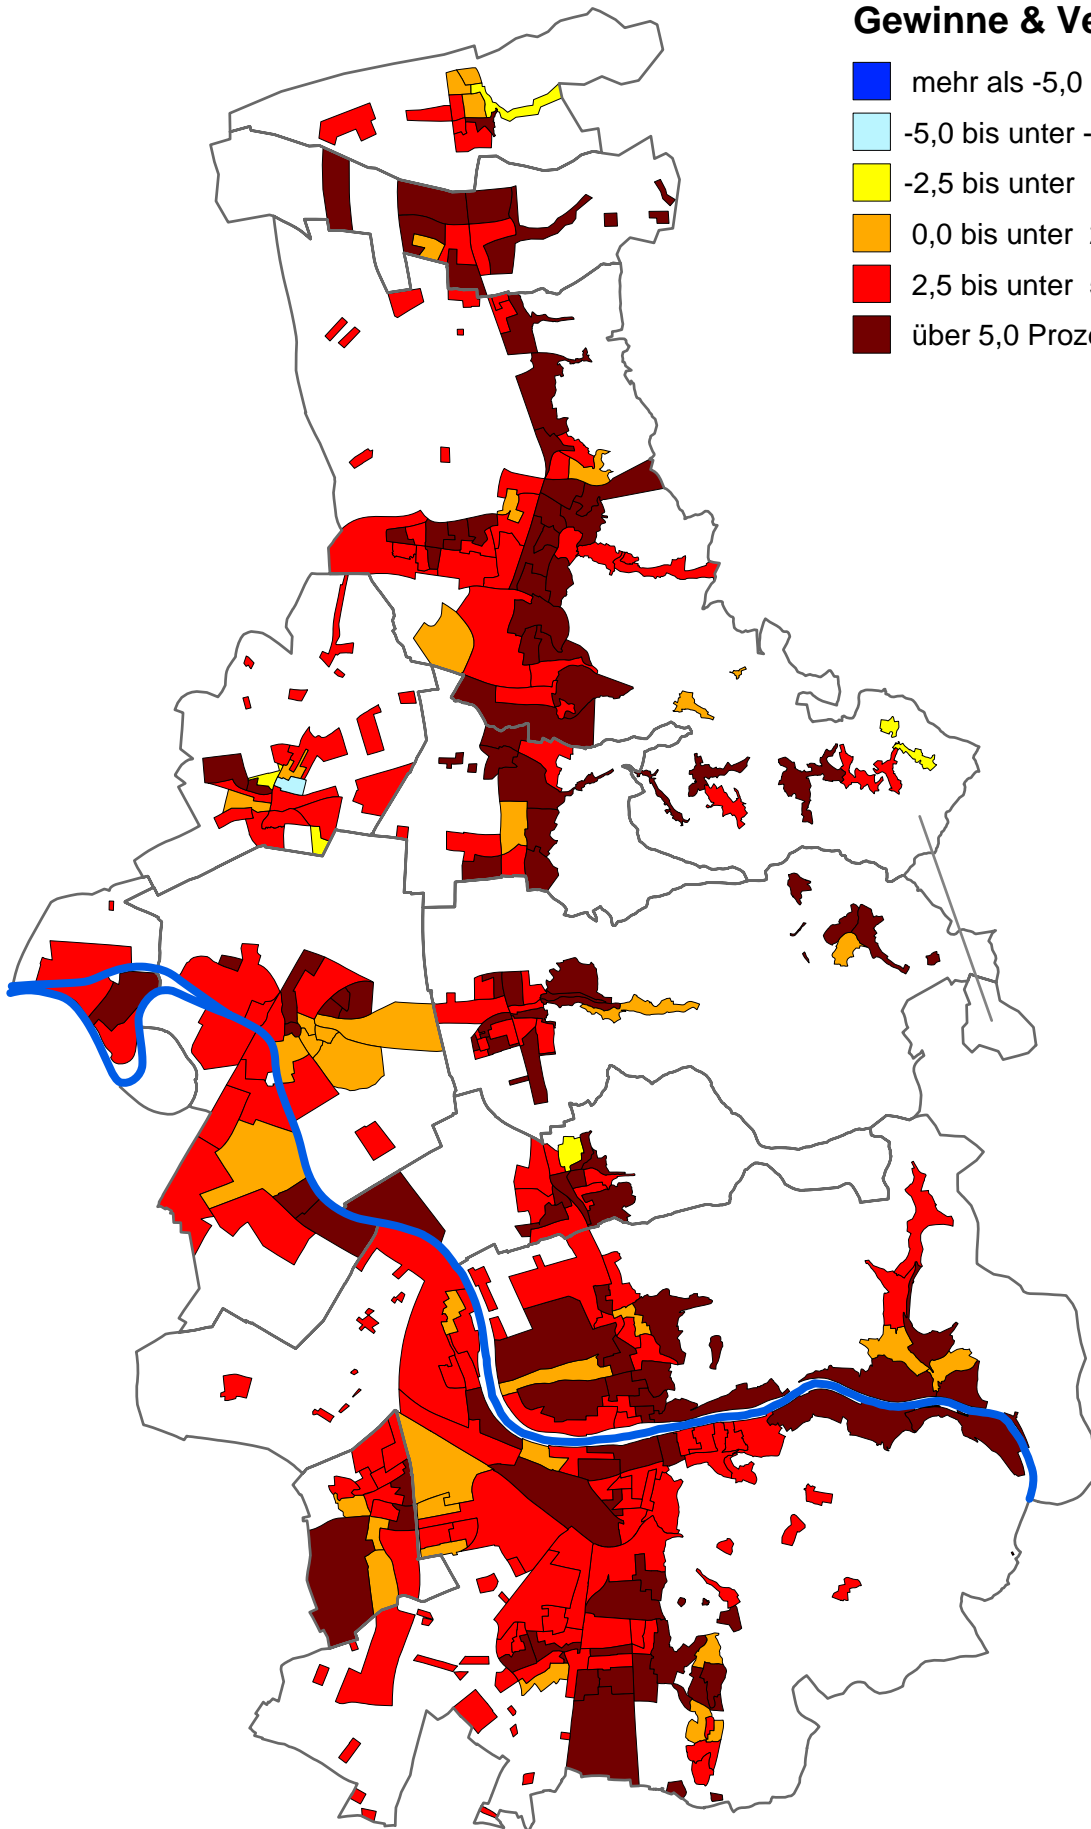 Gewinne & Ve
mehr als -5,0
-5,0 bis unter -
-2,5 bis unter
0,0 bis unter
2,5 bis unter
über 5,0 Proze